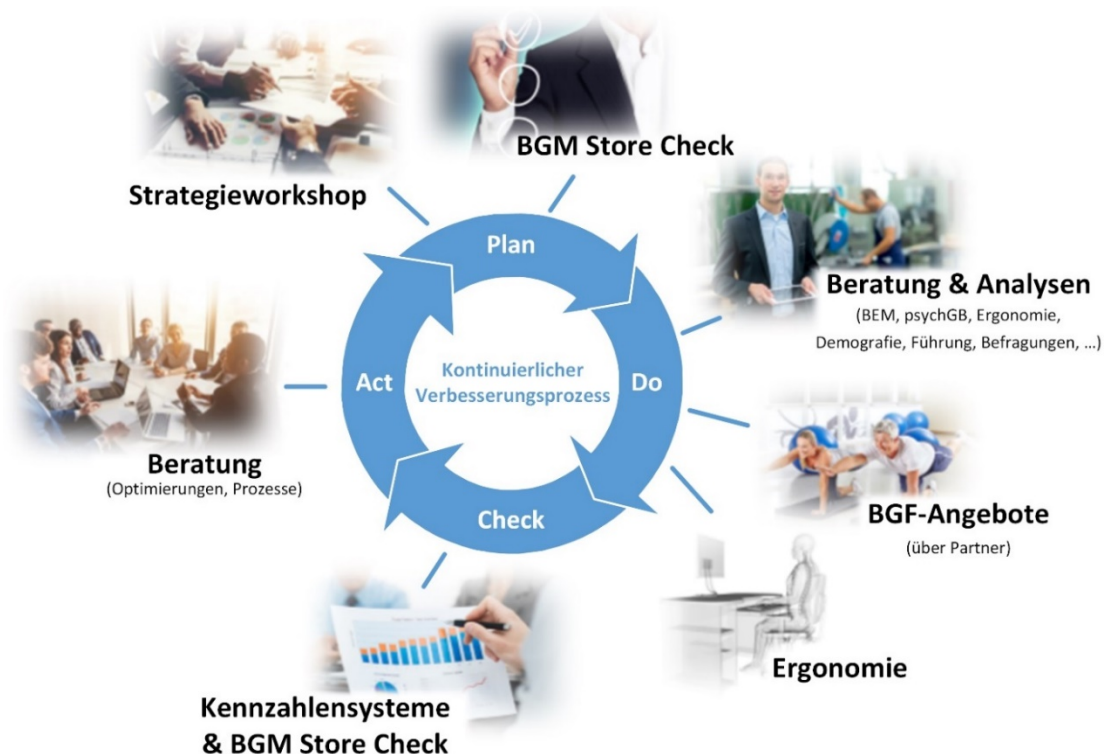 Strategieworkshop
BGM Store Check
Plan
Beratung & Analysen
(BEM, psychGB, Ergonomie,
Demografie, Führung, Befragungen, ...)
Do
Kontinuierlicher
Verbesserungsprozess
Act
Beratung
(Optimierungen, Prozesse)
BGF-Angebote
(über Partner)
Check
Ergonomie
Kennzahlensysteme
& BGM Store Check